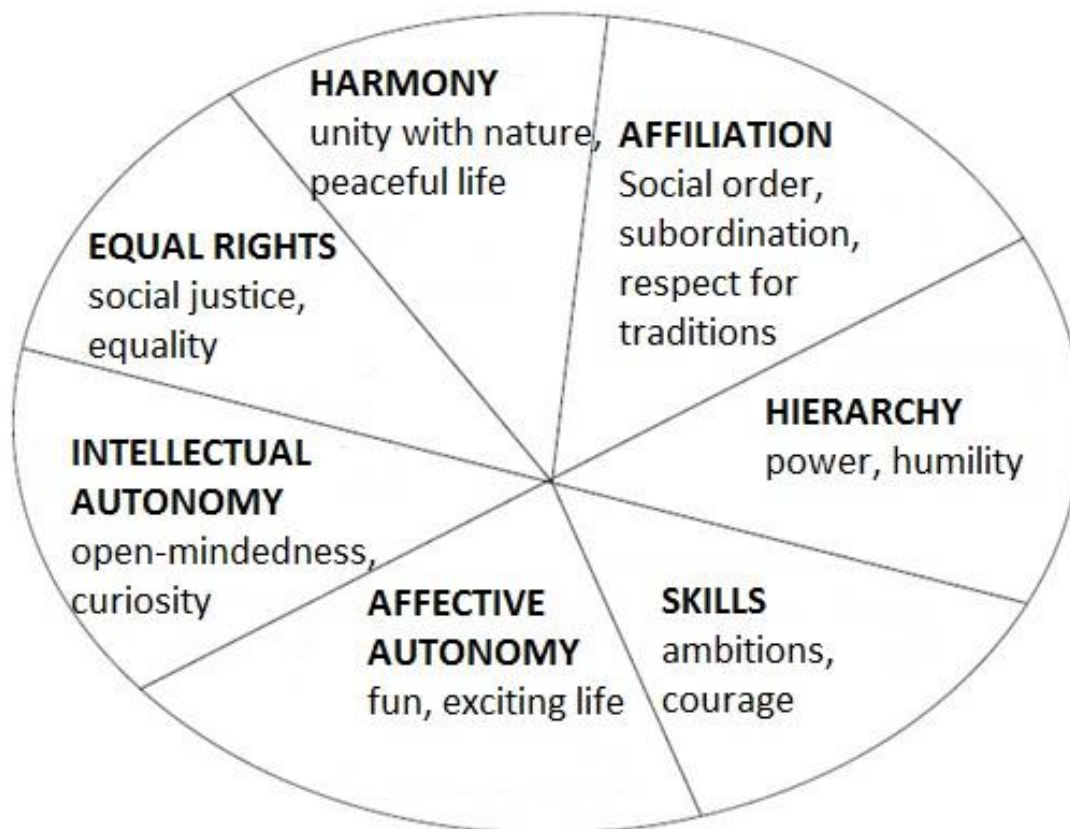 HARMONY
unity with nature,
peaceful life
AFFILIATION
Social order,
subordination,
respect for
traditions
HIERARCHY
power, humility
SKILLS
ambitions,
courage
AFFECTIVE
AUTONOMY
fun, exciting life
INTELLECTUAL
AUTONOMY
open-mindedness,
curiosity
EQUAL RIGHTS
social justice,
equality